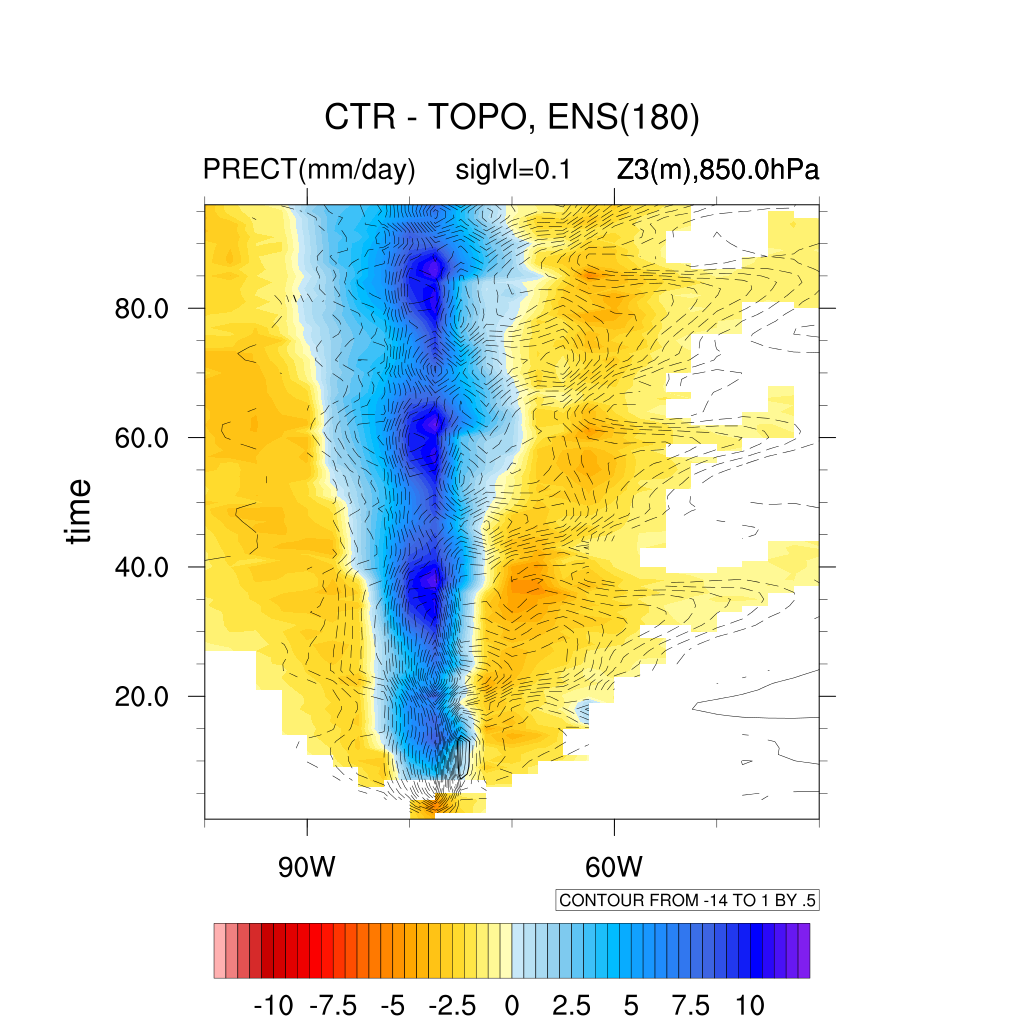 CTR - TOPO, ENS(180)
PRECT(mm/day) siglvl=0.1 Z3(m),850.0hPa
80.0
60.0
time
40.0
20.0
90W 60W
CONTOUR FROM -14 TO 1 BY .5
-10 -7.5 -5 -2.5 0 2.5 5 7.5 10